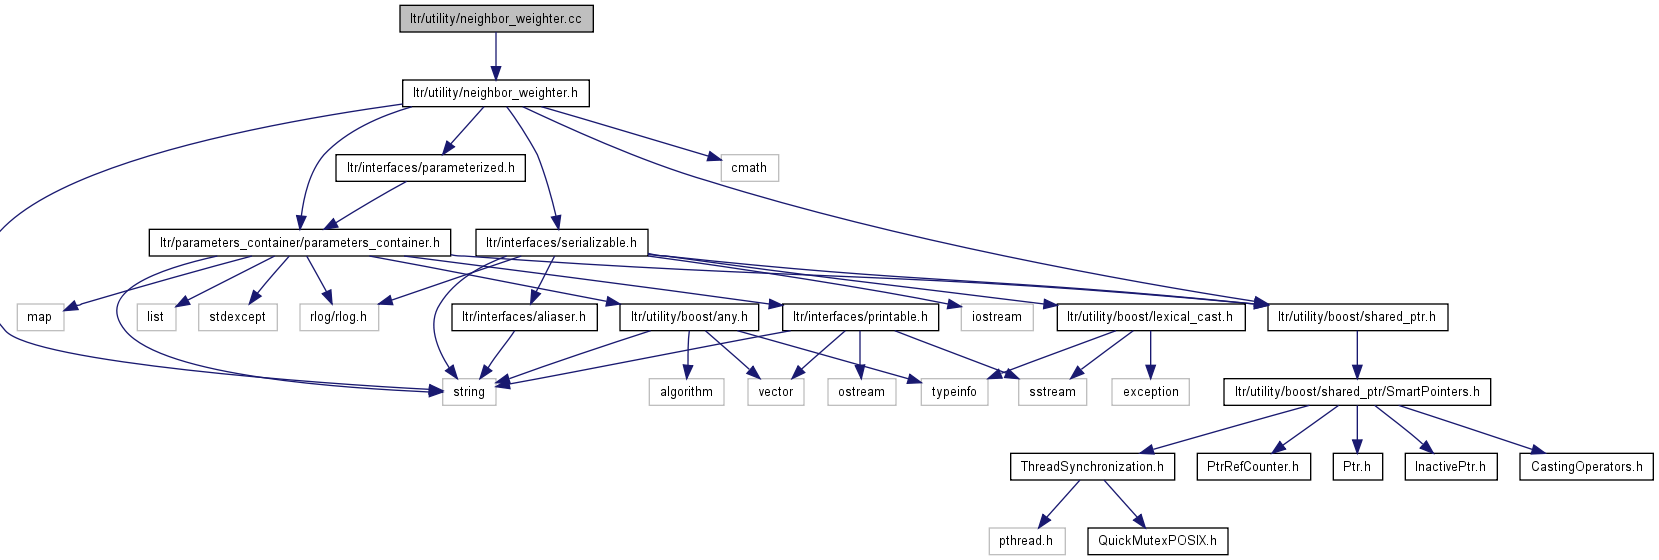 ltr/utility/neighbor_weighter.cc
ltr/utility/neighbor_weighter.h
ltr/interfaces/parameterized.h
cmath
ltr/parameters_container/parameters_container.h
ltr/interfaces/serializable.h
map
list
stdexcept
rlog/rlog.h
ltr/interfaces/aliaser.h
ltr/utility/boost/any.h
ltr/interfaces/printable.h
iostream
ltr/utility/boost/lexical_cast.h
ltr/utility/boost/shared_ptr.h
string
algorithm
vector
ostream
typeinfo
sstream
exception
ltr/utility/boost/shared_ptr/SmartPointers.h
ThreadSynchronization.h
PtrRefCounter.h
Ptr.h
InactivePtr.h
CastingOperators.h
pthread.h
QuickMutexPOSIX.h